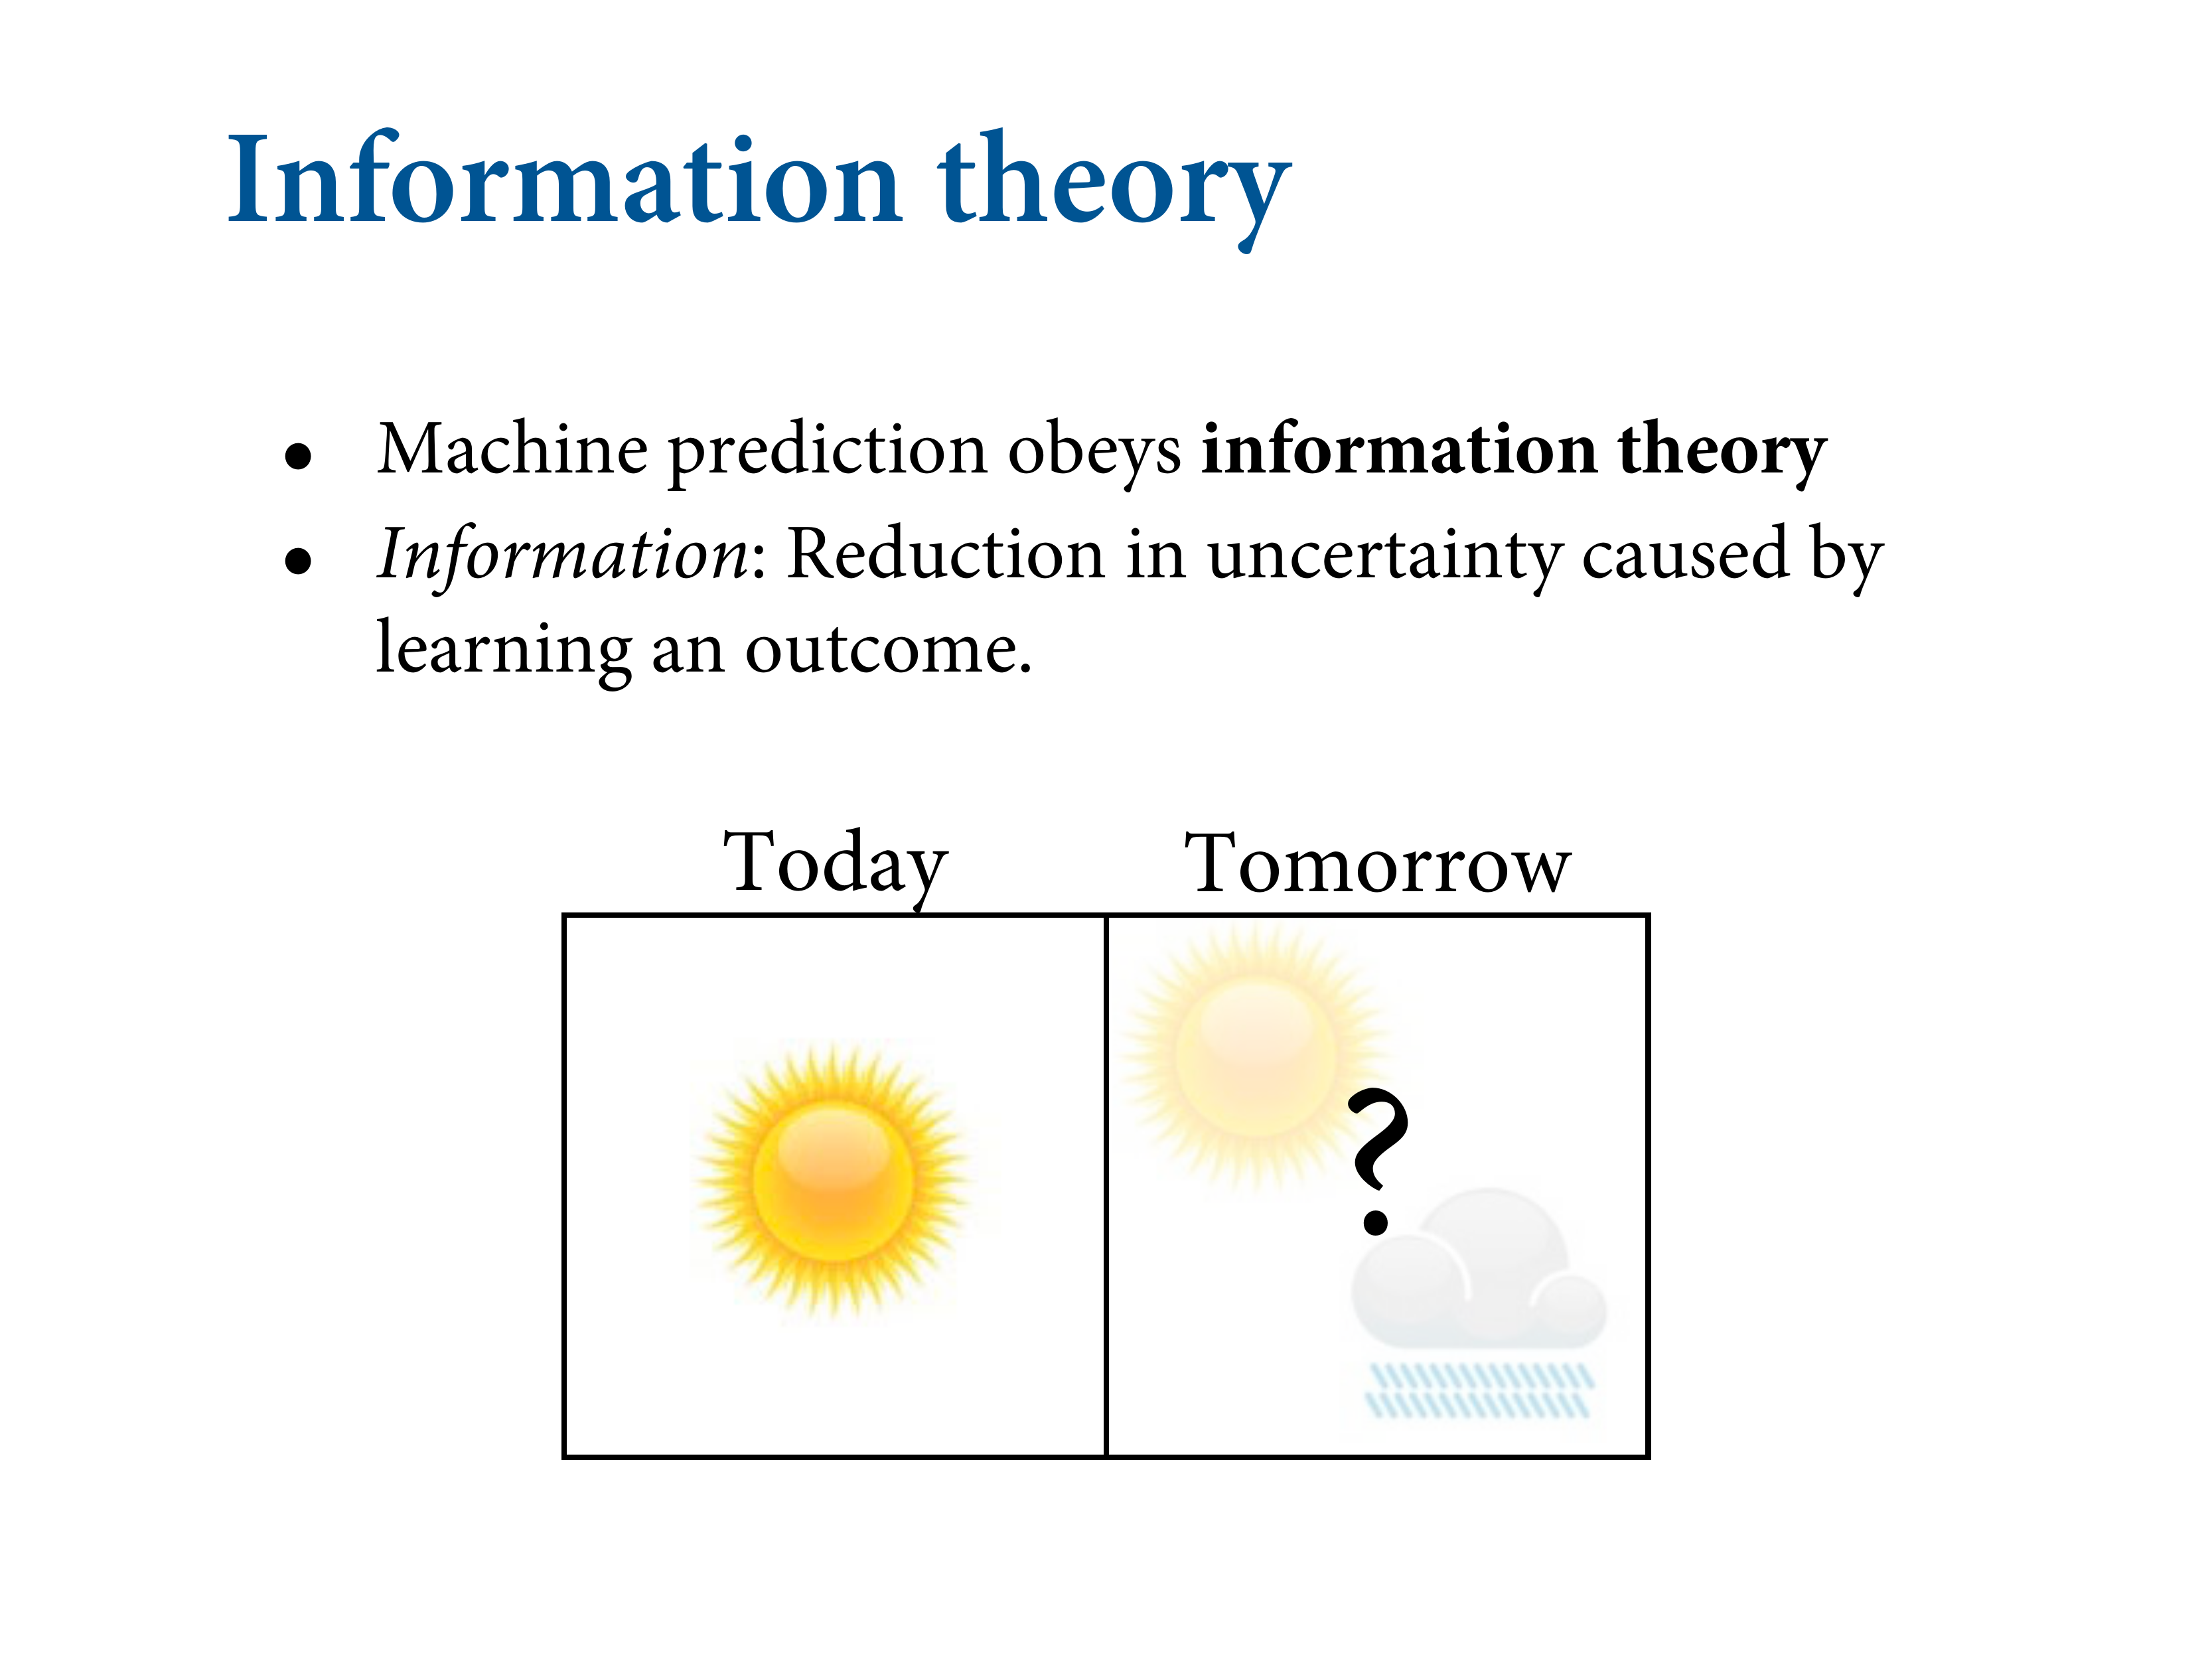 Information theory
• Machine prediction obeys information theory
• Information: Reduction in uncertainty caused by
learning an outcome.
Today Tomorrow
?